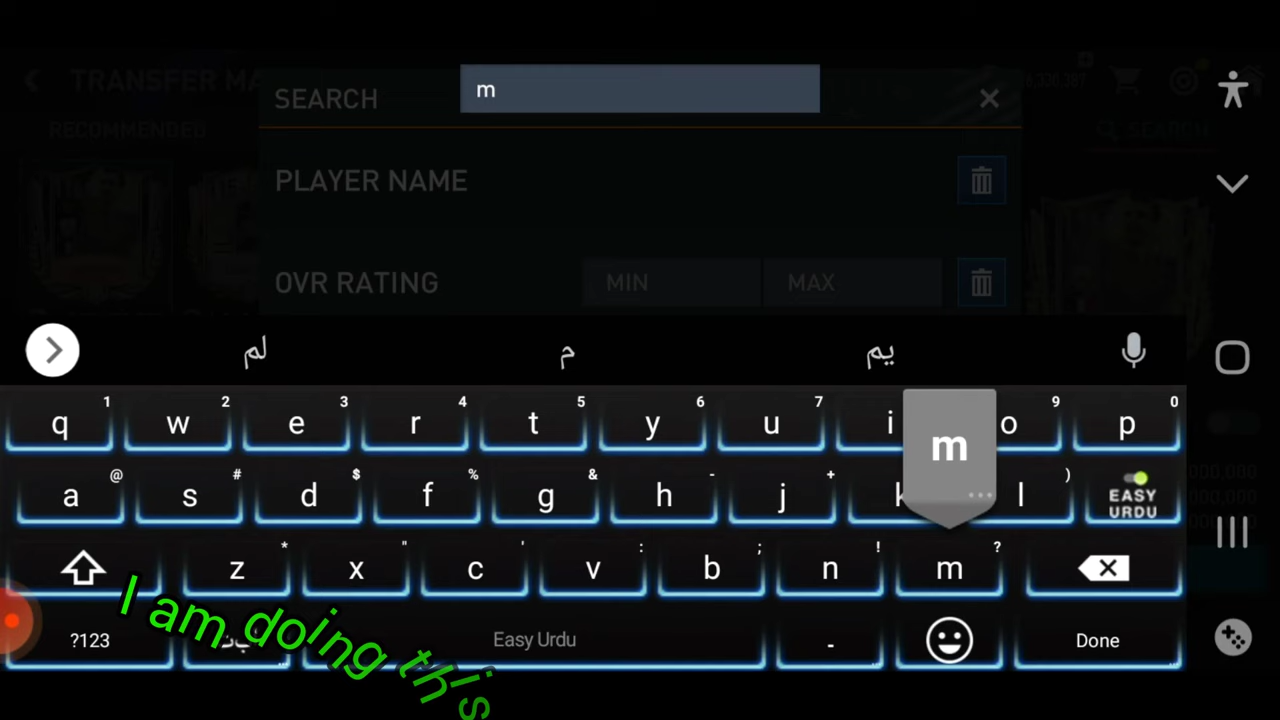 TRANSFER MA
SEARCH
m
RECOMMENDED
SEARCH
PLAYER NAME
OVR RATING
MIN
MAX
لم
م
یم
q 1 w 2 e 3 r 4 t 5 y 6 u 7 i o 9 p 0
m
a @ s # d $ f % g & h - j + k l )
EASY
URDU
z * x " c ' v : b ; n ! m ?
?123
Easy Urdu
-
Done
I am doing this